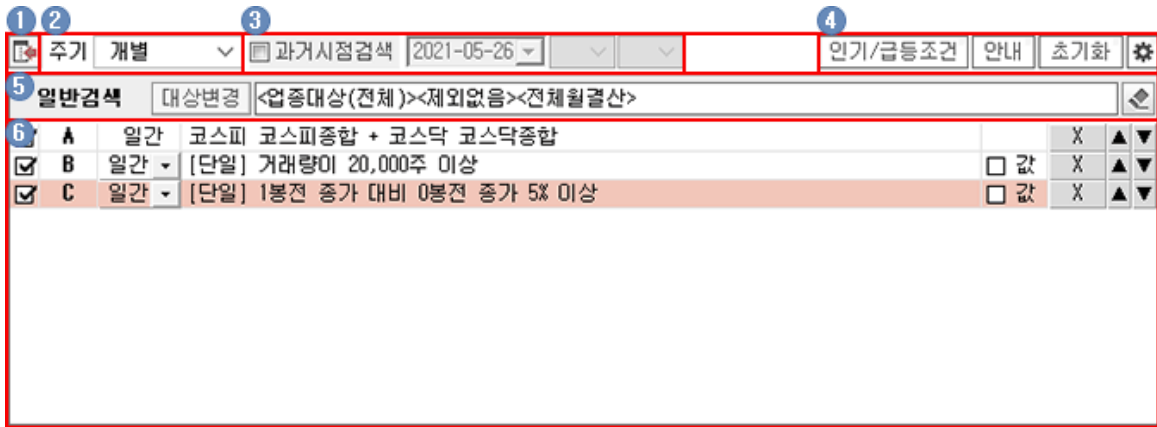 1 2 3 4
주기 개별 과거시점검색 2021-05-26 인기/급등조건 안내 초기화
5 일반검색 대상변경 <업종대상(전체)><제외없음><전체월결산>
6 A 일간 코스피 코스피종합 + 코스닥 코스닥종합 X ▲ ▼
B 일간 [단일] 거래량이 20,000주 이상 값 X ▲ ▼
C 일간 [단일] 1봉전 종가 대비 0봉전 종가 5% 이상 값 X ▲ ▼